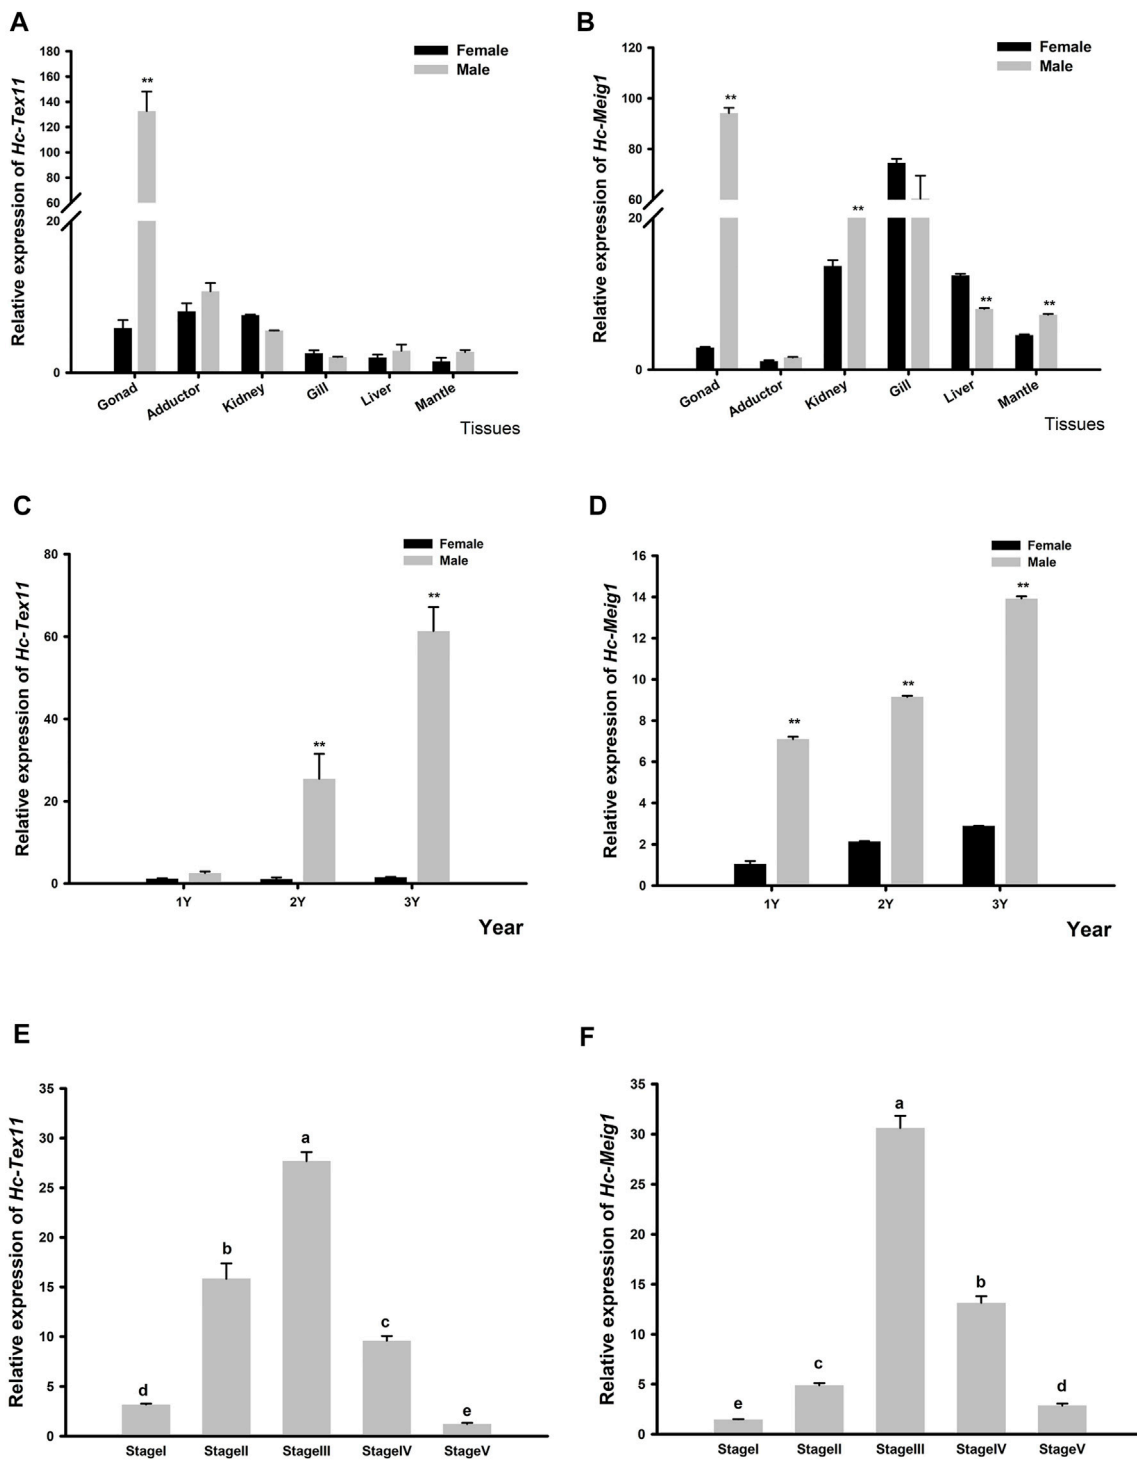 A
Relative expression of Hc-Tex11
180
160
140
120
100
80
60
20
0
Female
Male
**
Gonad
Adductor
Kidney
Gill
Liver
Mantle
Tissues
B
Relative expression of Hc-Meig1
120
100
80
60
20
0
Female
Male
**
**
**
**
Gonad
Adductor
Kidney
Gill
Liver
Mantle
Tissues
C
Relative expression of Hc-Tex11
80
60
40
20
0
Female
Male
**
**
1Y
2Y
3Y
Year
D
Relative expression of Hc-Meig1
16
14
12
10
8
6
4
2
0
Female
Male
**
**
**
1Y
2Y
3Y
Year
E
Relative expression of Hc-Tex11
35
30
25
20
15
10
5
0
d
b
a
c
e
StageI
StageII
StageIII
StageIV
StageV
F
Relative expression of Hc-Meig1
35
30
25
20
15
10
5
0
e
c
a
b
d
StageI
StageII
StageIII
StageIV
StageV